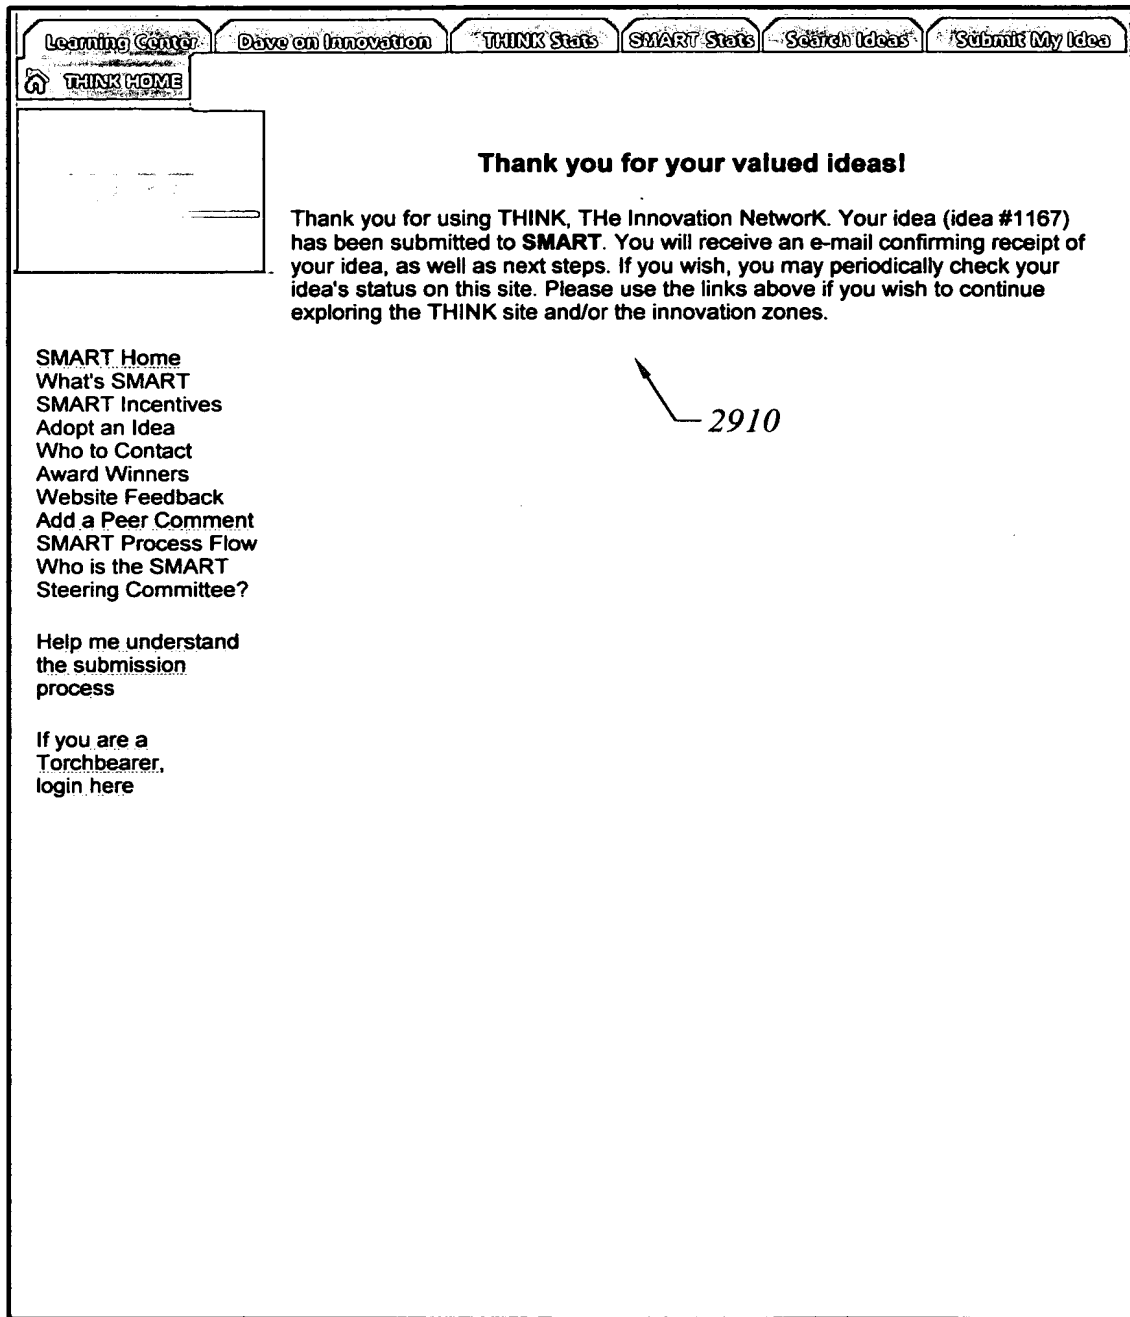 Learning Center Dave on Innovation THINK Stats SMART Stats Search Ideas Submit My Idea
THINK HOME
Thank you for your valued ideas!
Thank you for using THINK, THe Innovation NetworK. Your idea (idea #1167)
has been submitted to SMART. You will receive an e-mail confirming receipt of
your idea, as well as next steps. If you wish, you may periodically check your
idea's status on this site. Please use the links above if you wish to continue
exploring the THINK site and/or the innovation zones.
2910
SMART Home
What's SMART
SMART Incentives
Adopt an Idea
Who to Contact
Award Winners
Website Feedback
Add a Peer Comment
SMART Process Flow
Who is the SMART
Steering Committee?
Help me understand
the submission
process
If you are a
Torchbearer,
login here